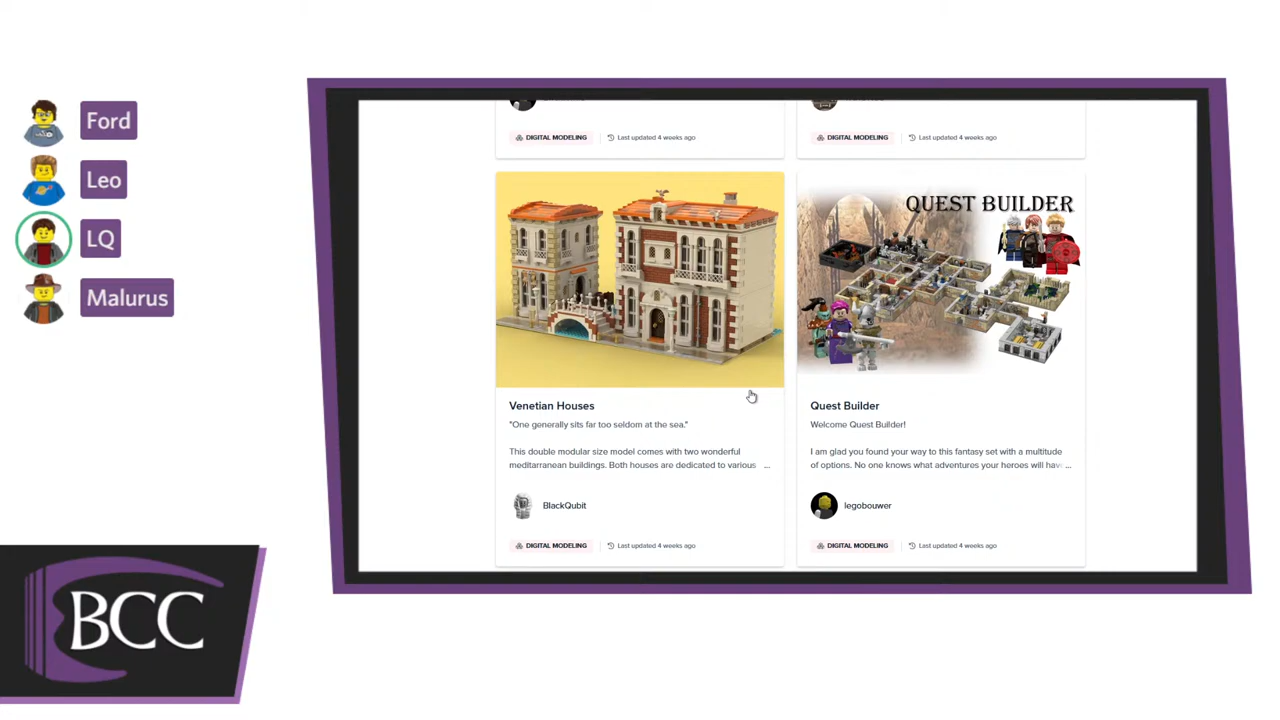 Ford
Leo
LQ
Malurus
BCC
DIGITAL MODELING Last updated 4 weeks ago
DIGITAL MODELING Last updated 4 weeks ago
Venetian Houses
"One generally sits far too seldom at the sea."
This double modular size model comes with two wonderful
meditarranean buildings. Both houses are dedicated to various ...
BlackQubit
DIGITAL MODELING Last updated 4 weeks ago
QUEST BUILDER
Quest Builder
Welcome Quest Builder!
I am glad you found your way to this fantasy set with a multitude
of options. No one knows what adventures your heroes will hav ...
legobouwer
DIGITAL MODELING Last updated 4 weeks ago